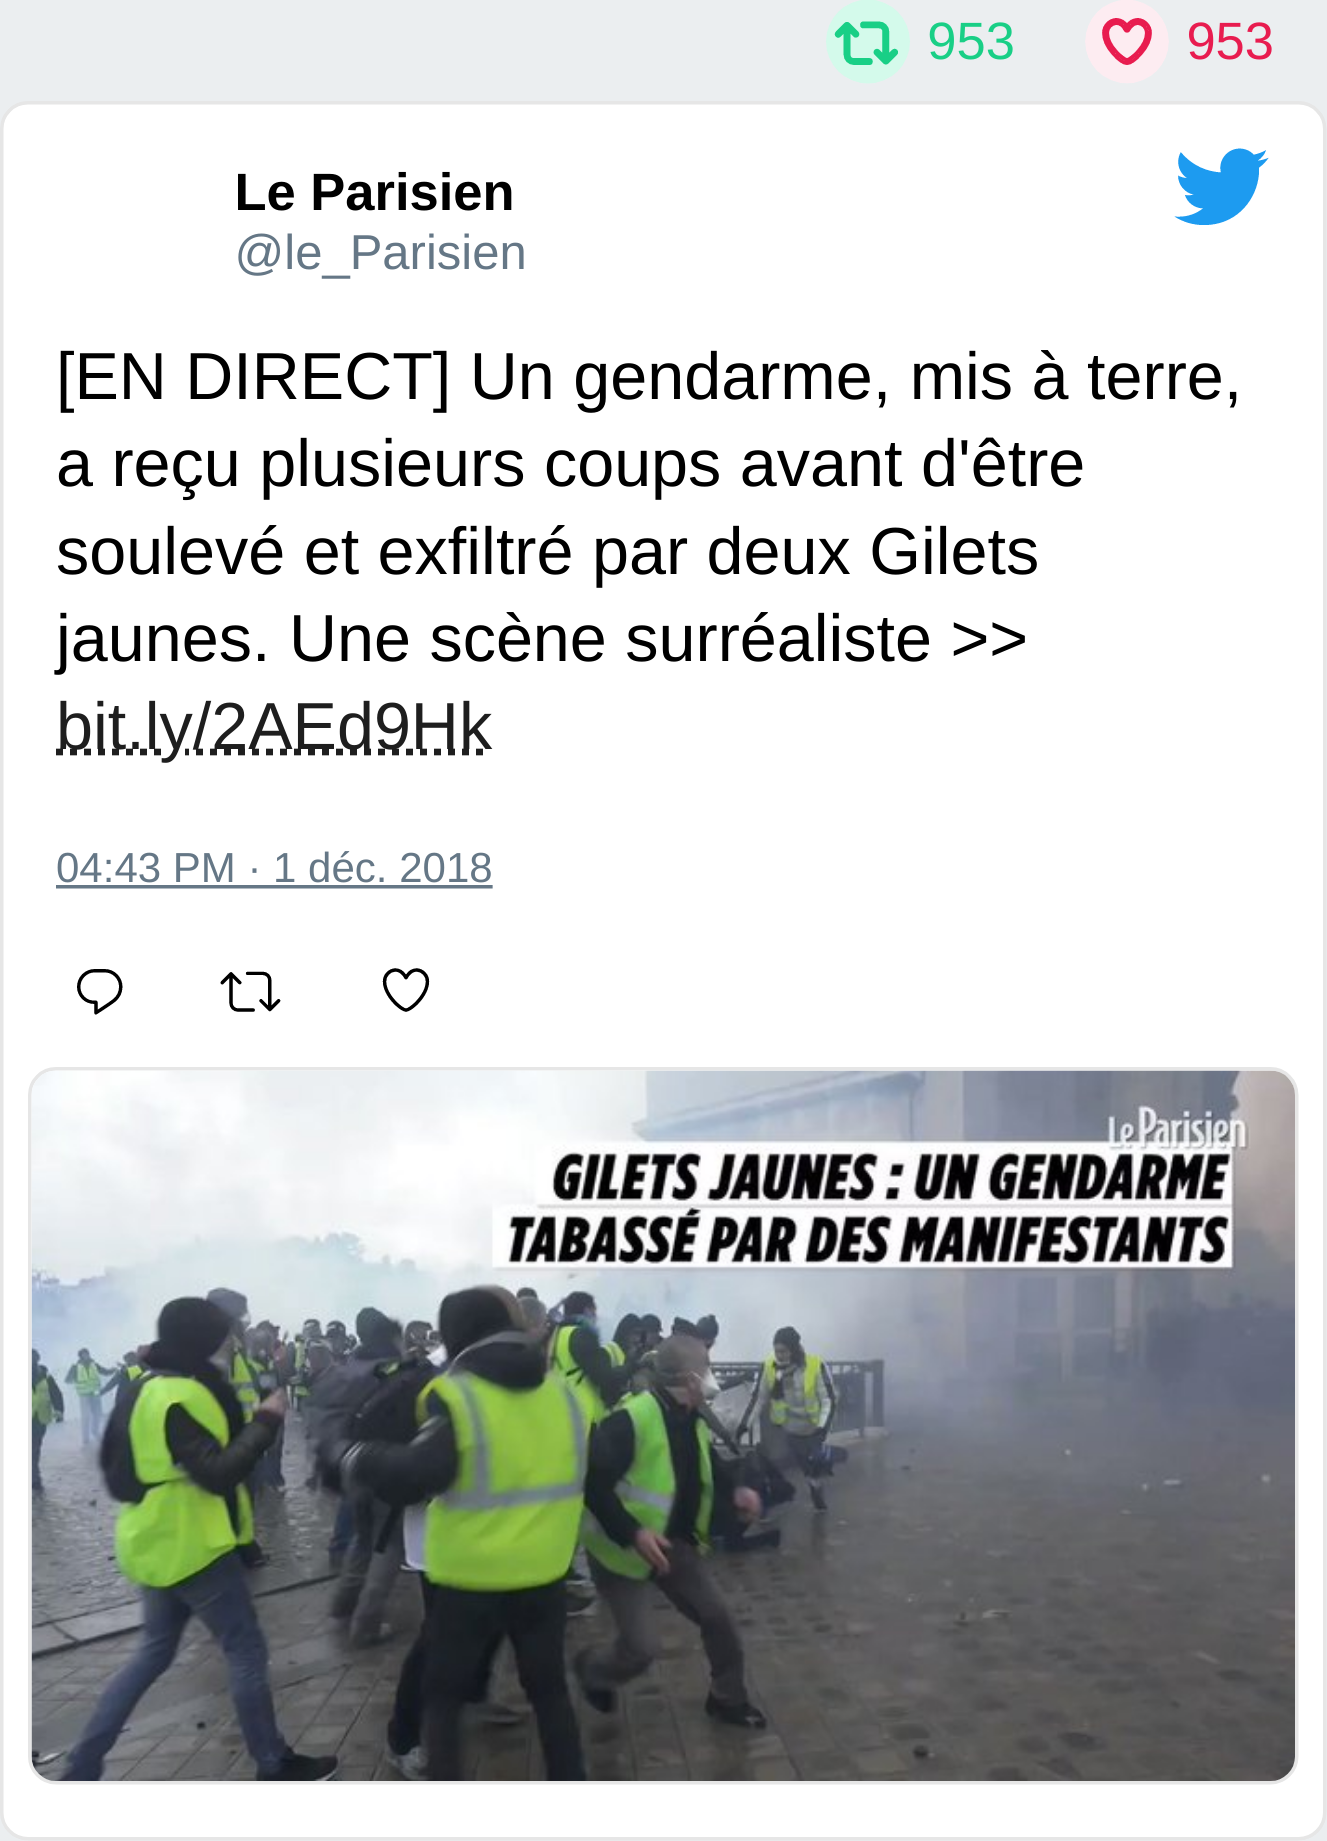 953 953
Le Parisien
@le_Parisien
[EN DIRECT] Un gendarme, mis à terre,
a reçu plusieurs coups avant d'être
soulevé et exfiltré par deux Gilets
jaunes. Une scène surréaliste >>
bit.ly/2AEd9Hk
04:43 PM · 1 déc. 2018
Le Parisien
GILETS JAUNES : UN GENDARME
TABASSÉ PAR DES MANIFESTANTS